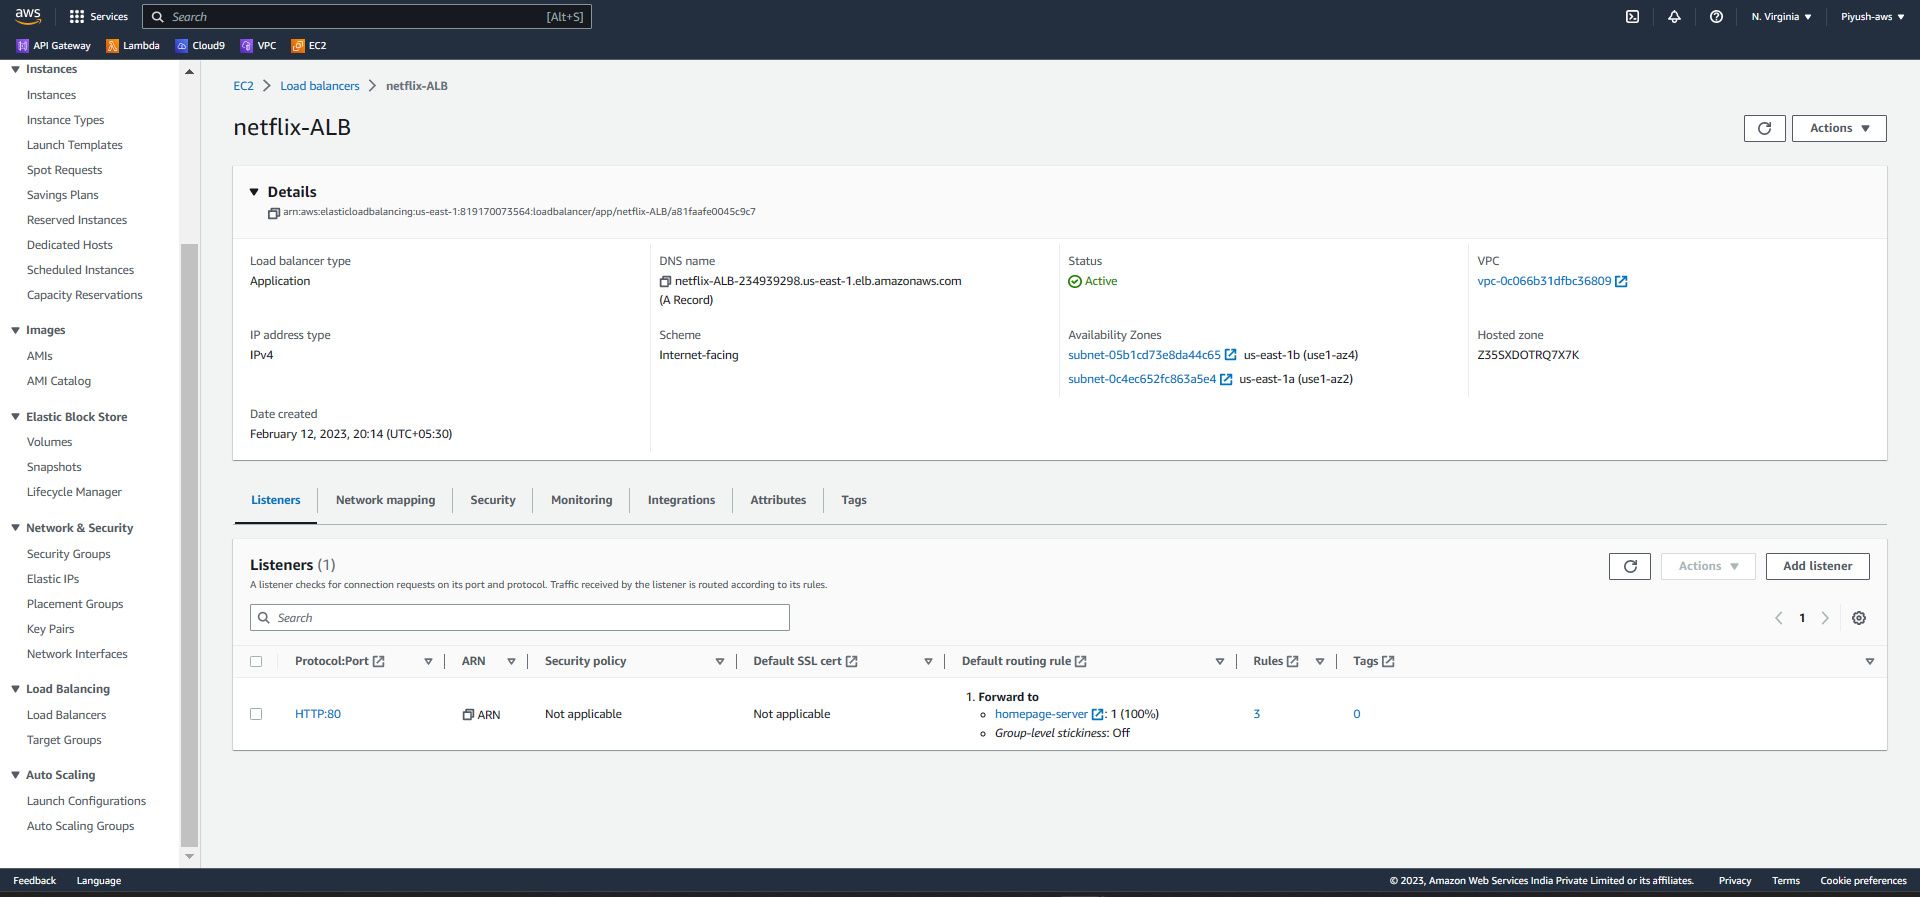 aws Services Search [Alt+S] N. Virginia ▼ Piyush-aws ▼
API Gateway Lambda Cloud9 VPC EC2
Instances
Instances
Instance Types
Launch Templates
Spot Requests
Savings Plans
Reserved Instances
Dedicated Hosts
Scheduled Instances
Capacity Reservations
Images
AMIs
AMI Catalog
Elastic Block Store
Volumes
Snapshots
Lifecycle Manager
Network & Security
Security Groups
Elastic IPs
Placement Groups
Key Pairs
Network Interfaces
Load Balancing
Load Balancers
Target Groups
Auto Scaling
Launch Configurations
Auto Scaling Groups
EC2 > Load balancers > netflix-ALB
netflix-ALB
Actions ▼
Details
arn:aws:elasticloadbalancing:us-east-1:819170073564:loadbalancer/app/netflix-ALB/a81faafe0045c9c7
Load balancer type
Application
DNS name
netflix-ALB-234939298.us-east-1.elb.amazonaws.com
(A Record)
Status
Active
VPC
vpc-0c066b31dfbc36809
IP address type
IPv4
Scheme
Internet-facing
Availability Zones
subnet-05b1cd73e8da44c65 us-east-1b (use1-az4)
subnet-0c4ec652fc863a5e4 us-east-1a (use1-az2)
Hosted zone
Z35SXDOTRQ7X7K
Date created
February 12, 2023, 20:14 (UTC+05:30)
Listeners Network mapping Security Monitoring Integrations Attributes Tags
Listeners (1)
A listener checks for connection requests on its port and protocol. Traffic received by the listener is routed according to its rules.
Actions ▼ Add listener
Search
1
Protocol:Port ARN Security policy Default SSL cert Default routing rule Rules Tags
HTTP:80 ARN Not applicable Not applicable
1. Forward to
homepage-server : 1 (100%)
Group-level stickiness: Off
3 0
Feedback Language © 2023, Amazon Web Services India Private Limited or its affiliates. Privacy Terms Cookie preferences